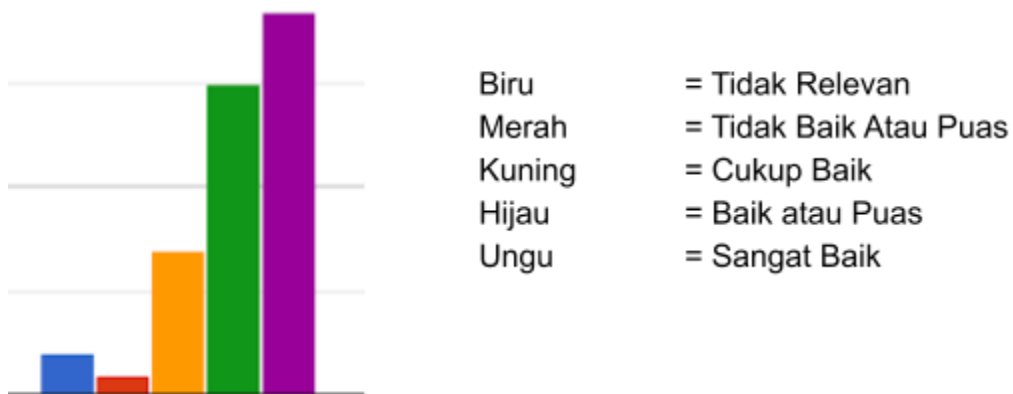 Biru = Tidak Relevan
Merah = Tidak Baik Atau Puas
Kuning = Cukup Baik
Hijau = Baik atau Puas
Ungu = Sangat Baik